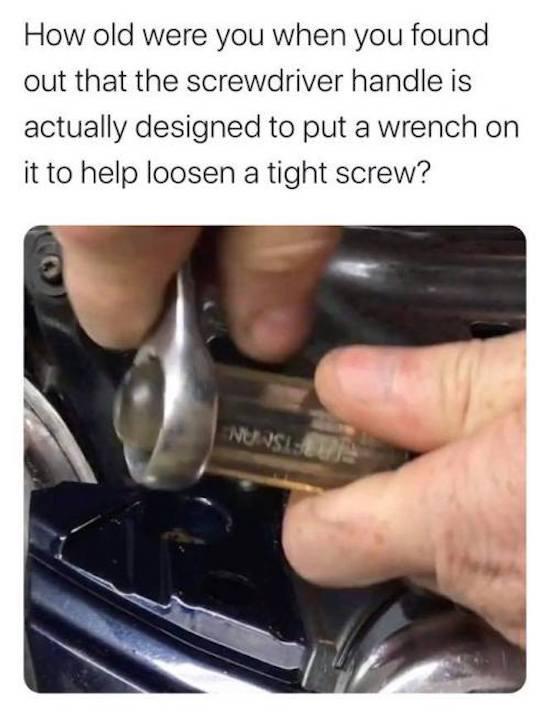 How old were you when you found
out that the screwdriver handle is
actually designed to put a wrench on
it to help loosen a tight screw?